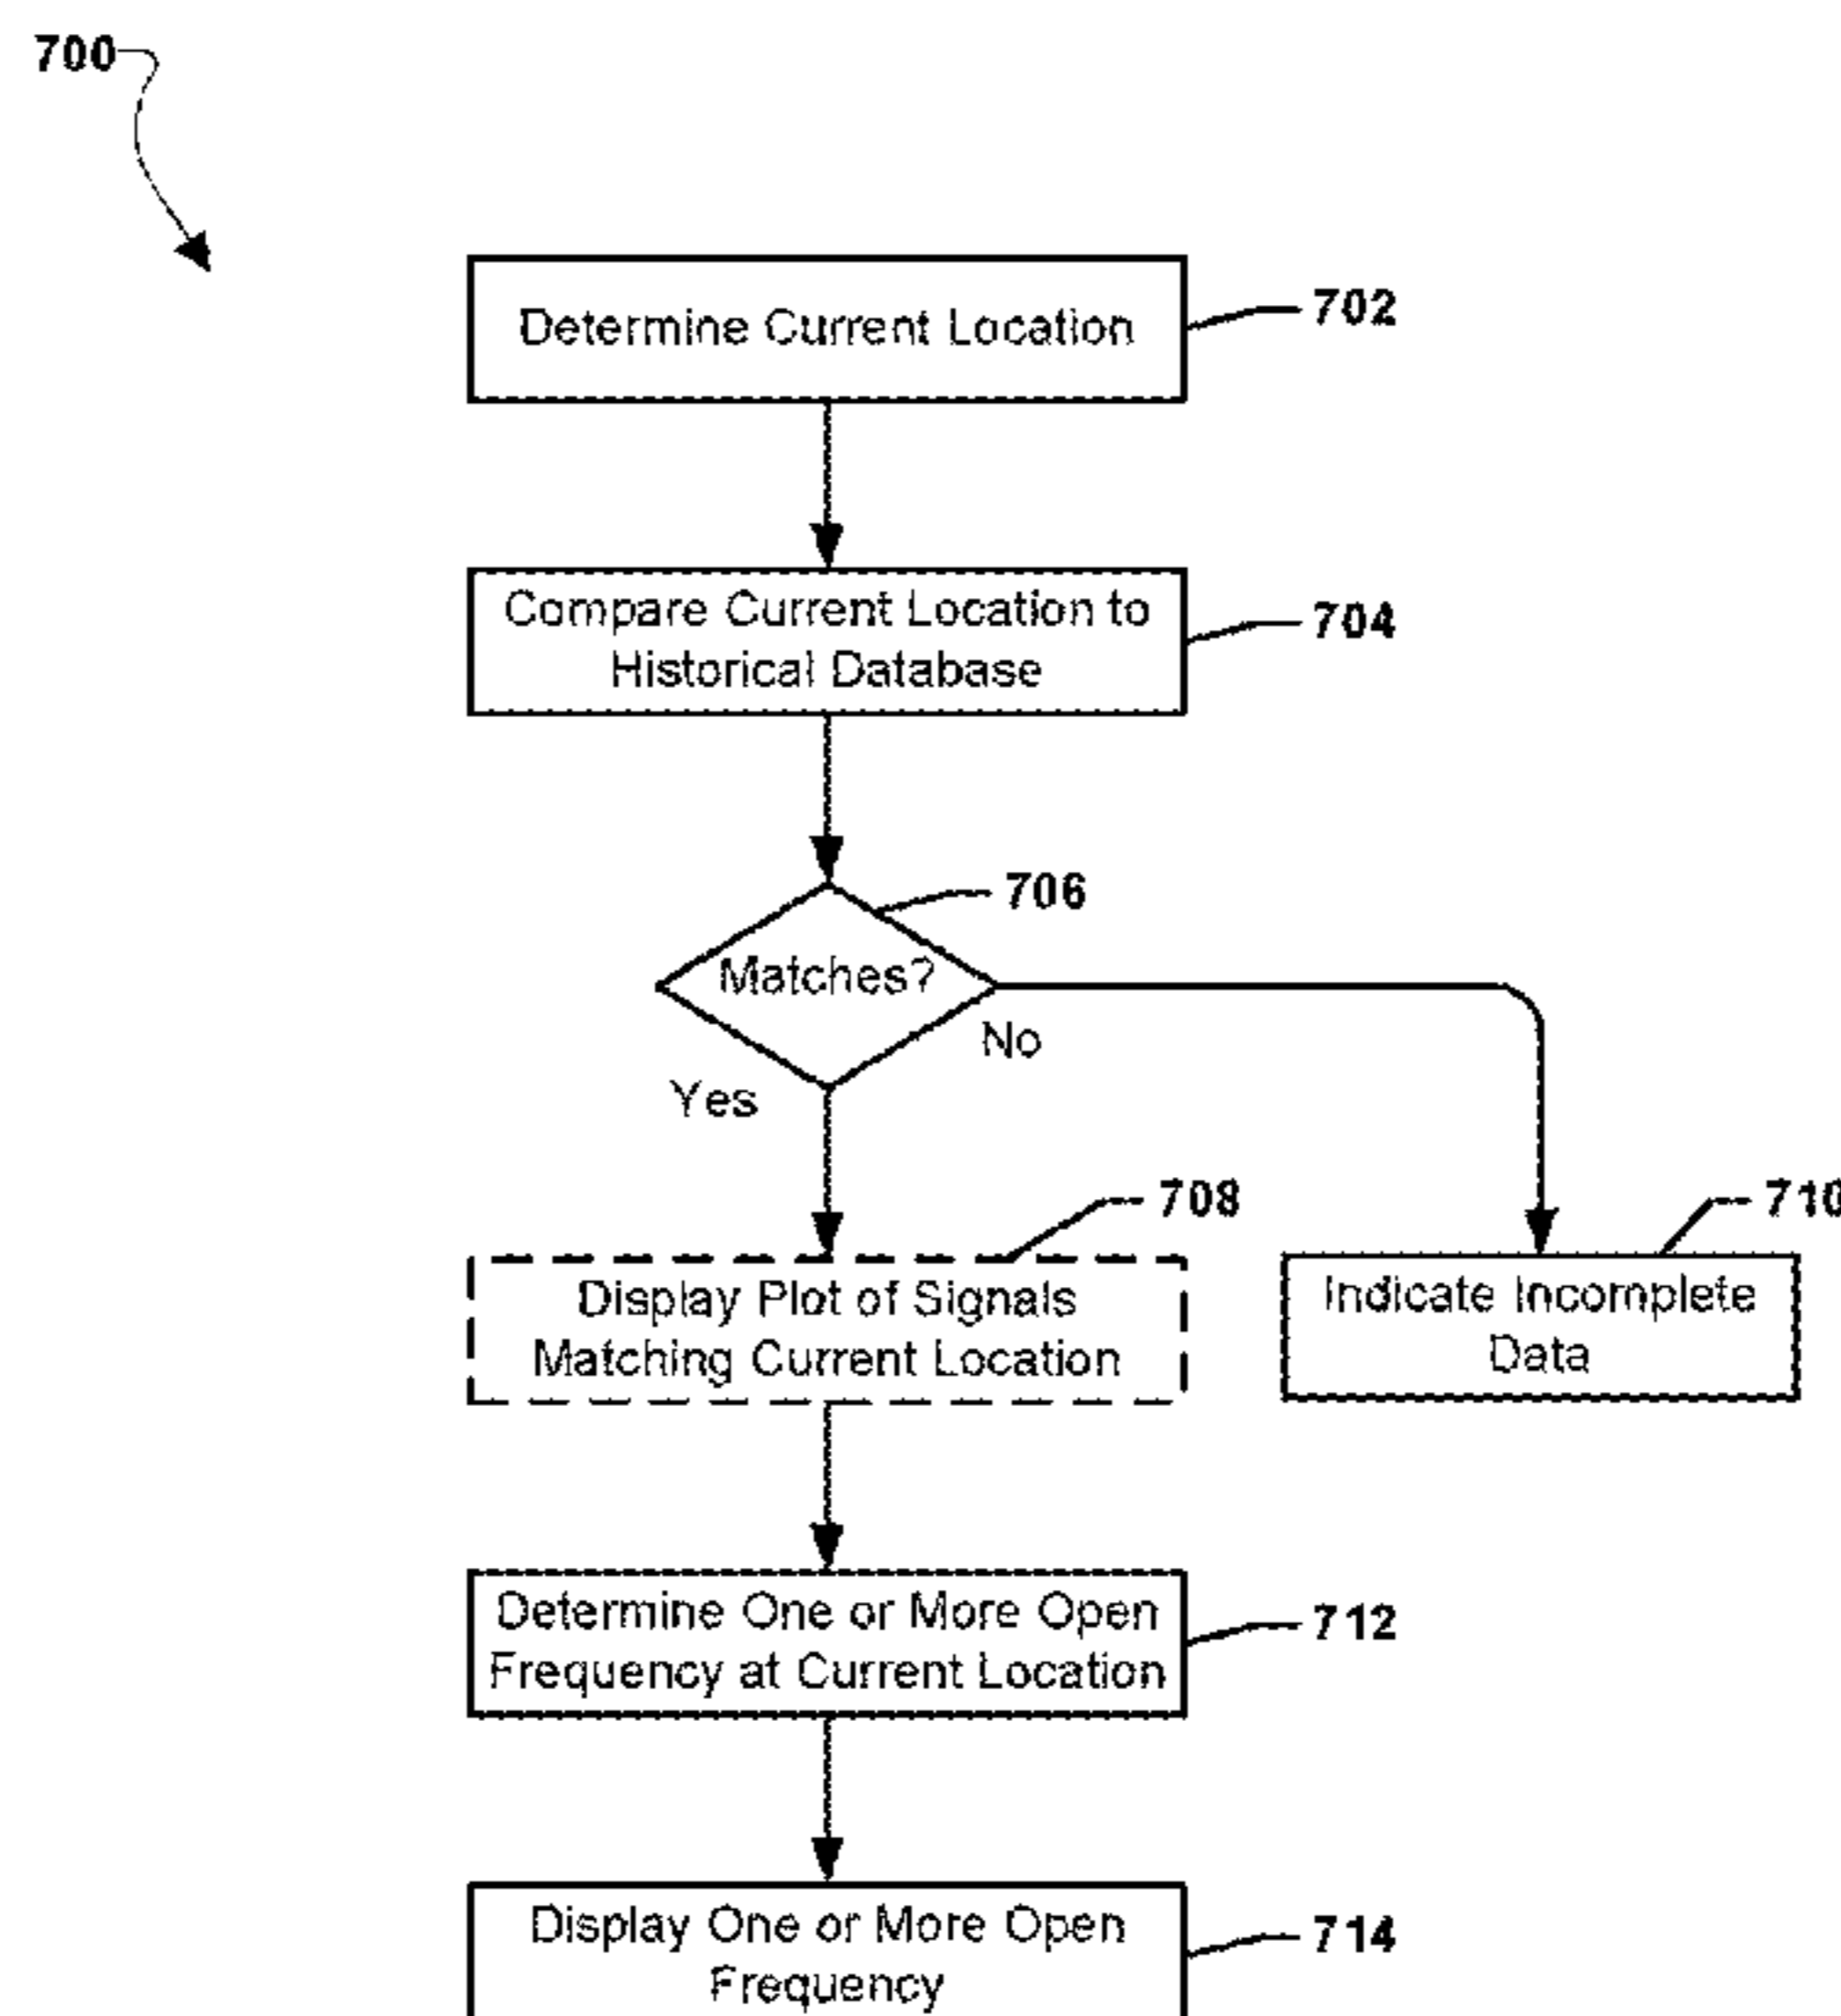 700
Determine Current Location
702
Compare Current Location to
Historical Database
704
706
Matches?
No
Yes
708
710
Display Plot of Signals
Matching Current Location
Indicate Incomplete
Data
Determine One or More Open
Frequency at Current Location
712
Display One or More Open
Frequency
714